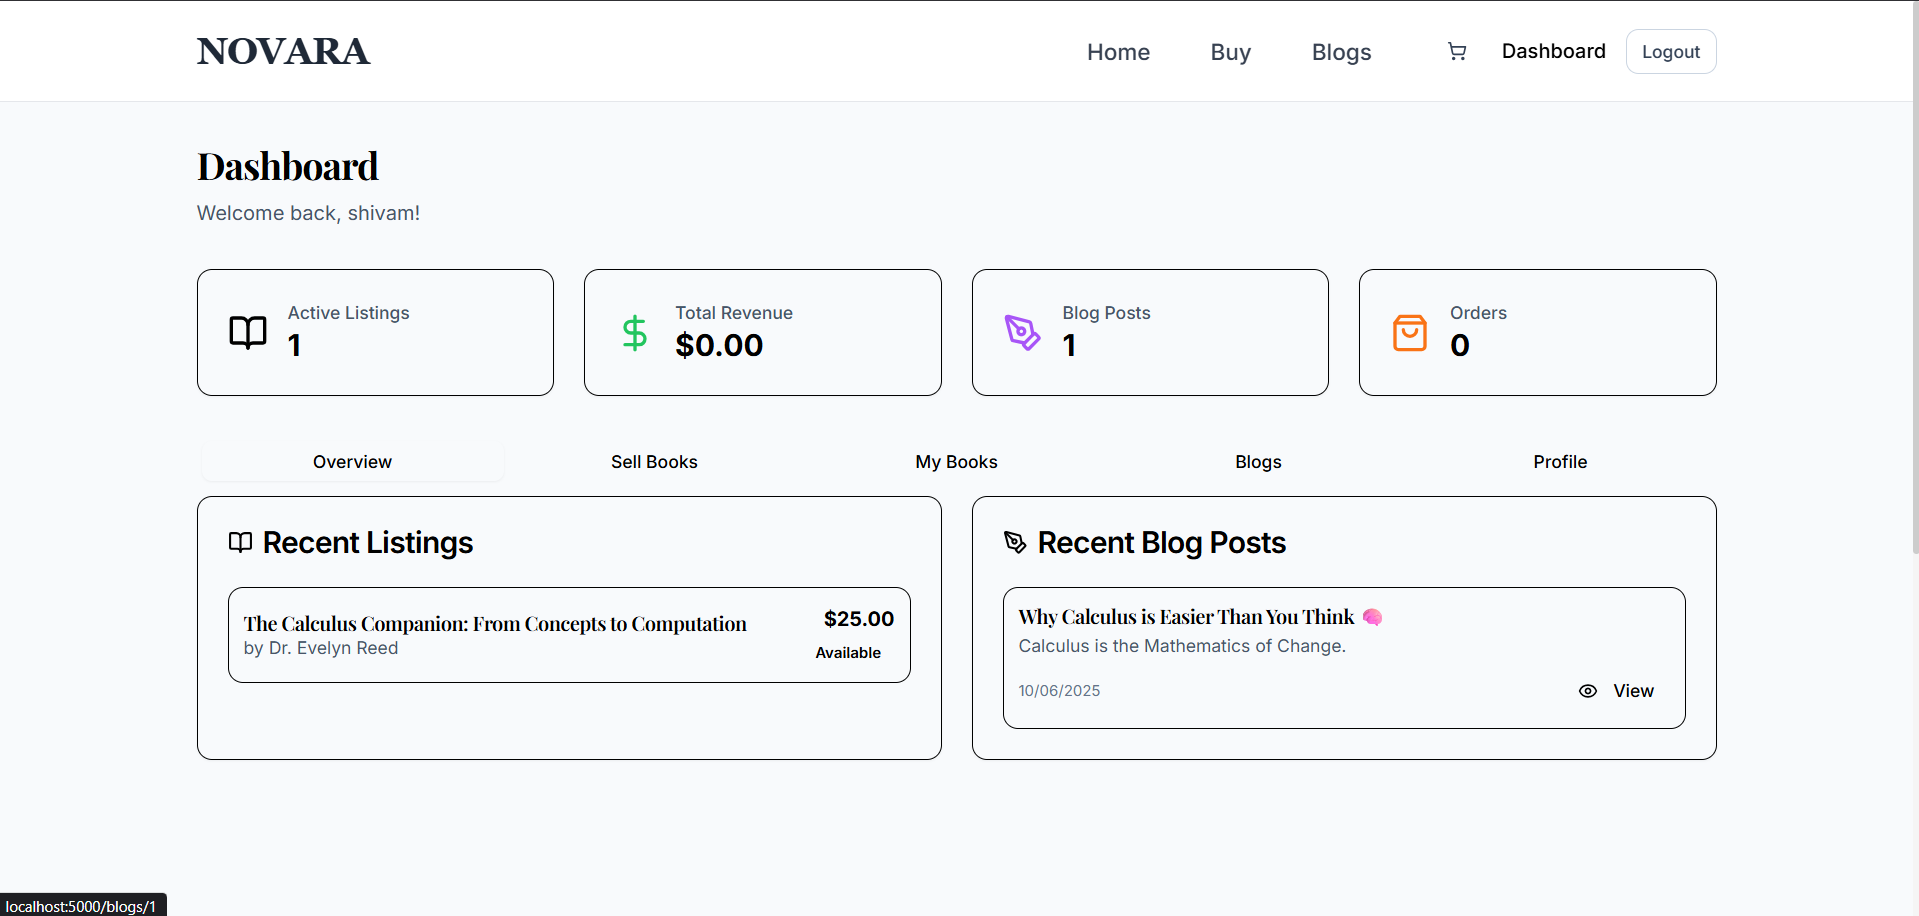 NOVARA
Home Buy Blogs Dashboard Logout
Dashboard
Welcome back, shivam!
Active Listings
1
Total Revenue
$0.00
Blog Posts
1
Orders
0
Overview Sell Books My Books Blogs Profile
Recent Listings
The Calculus Companion: From Concepts to Computation
by Dr. Evelyn Reed
$25.00
Available
Recent Blog Posts
Why Calculus is Easier Than You Think 🧠
Calculus is the Mathematics of Change.
10/06/2025
View
localhost:5000/blogs/1